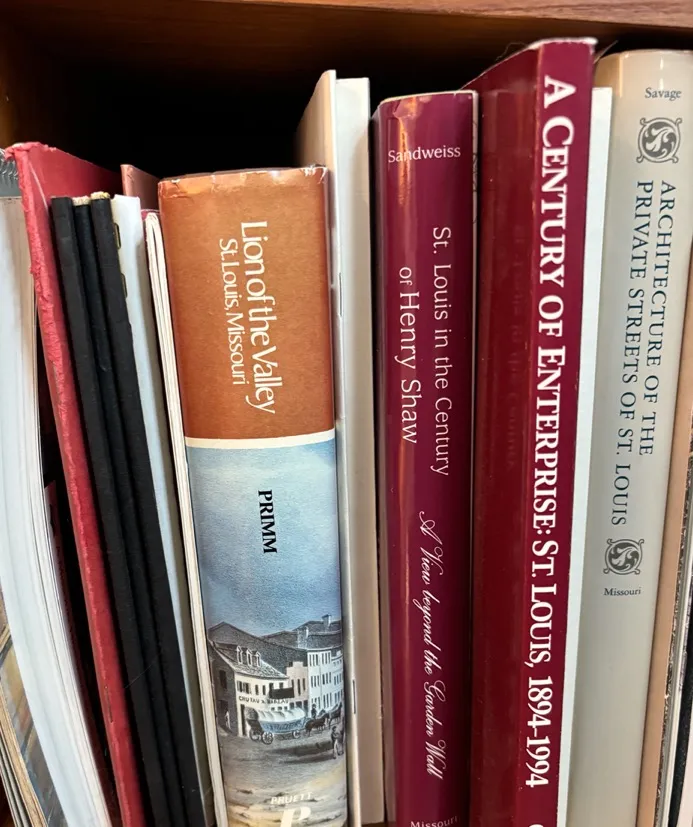 Lion of the Valley
St. Louis, Missouri
PRIMM
PRUETT
P
Sandweiss
St. Louis in the Century
of Henry Shaw
A View beyond the Garden Wall
Missouri
A CENTURY OF ENTERPRISE: ST. LOUIS, 1894-1994
Savage
ARCHITECTURE OF THE
PRIVATE STREETS OF ST. LOUIS
Missouri